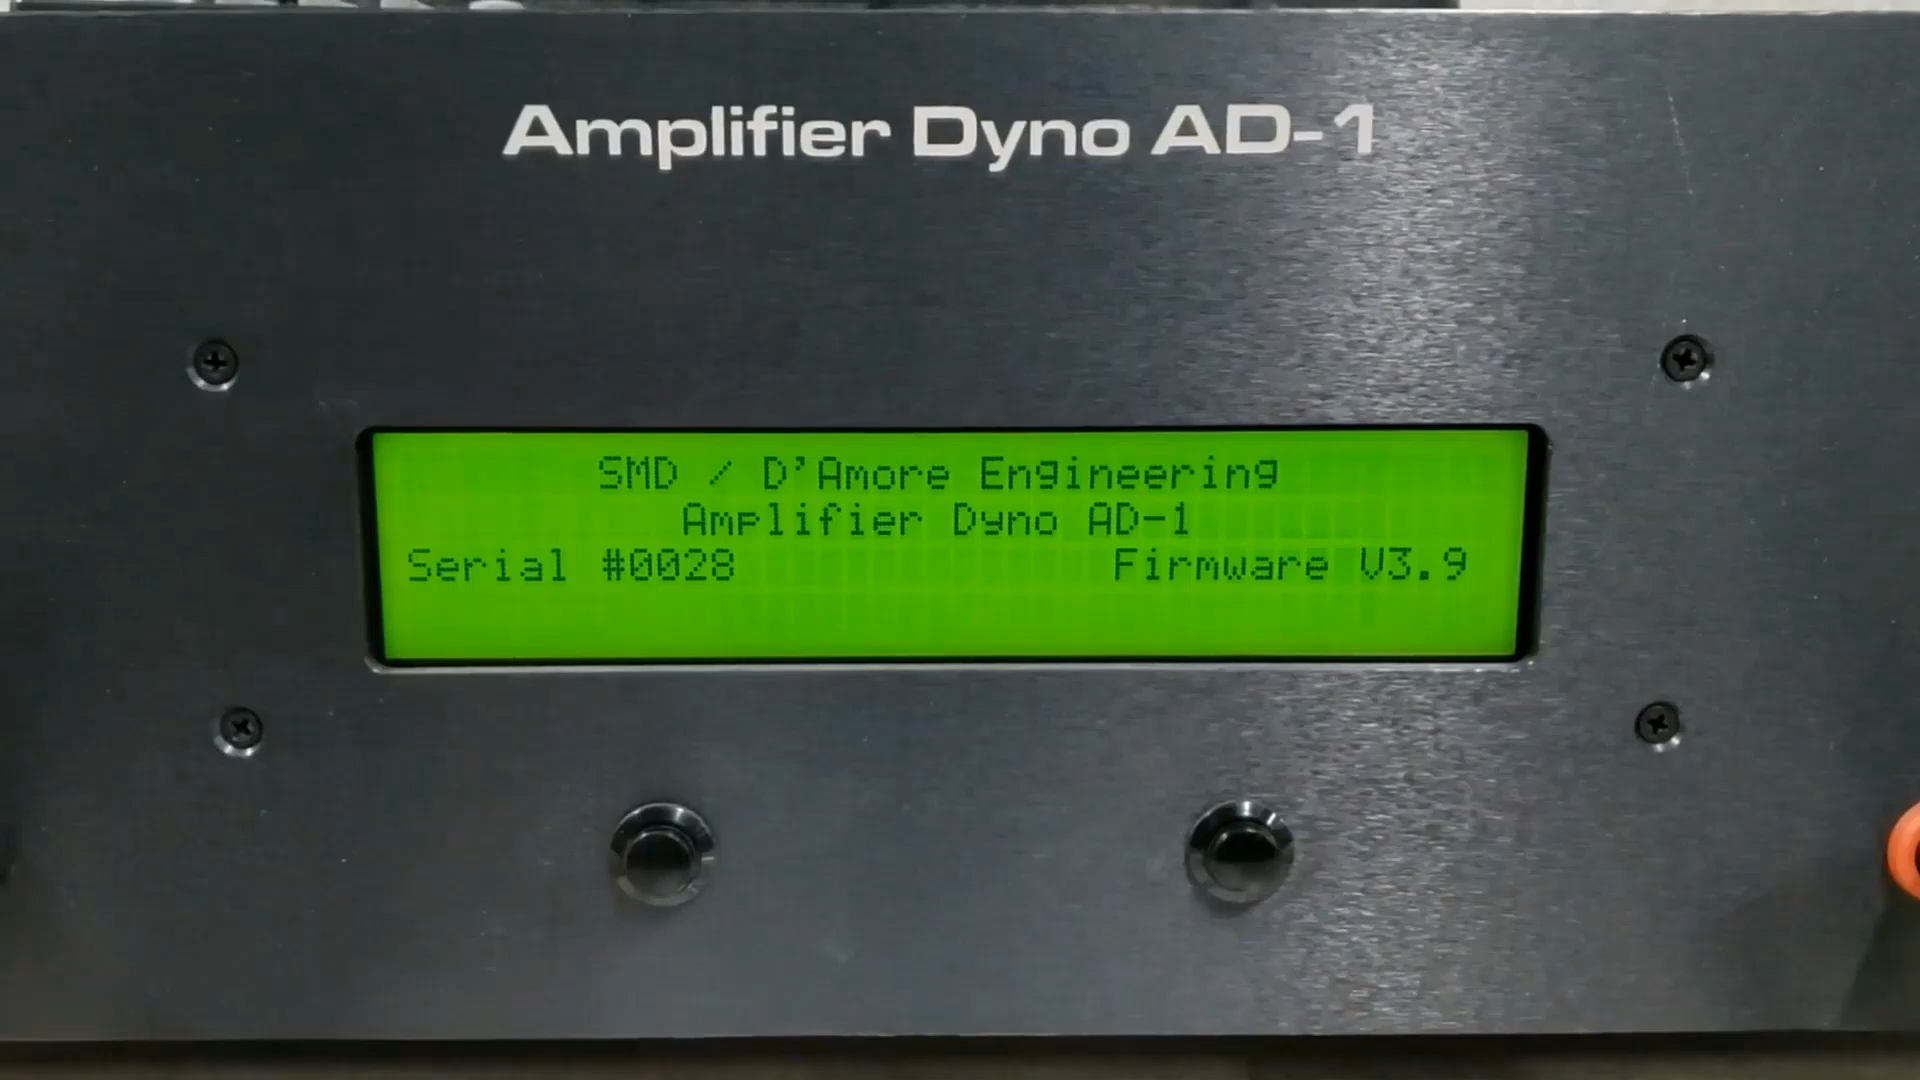 Amplifier Dyno AD-1
SMD / D'Amore Engineering
Amplifier Dyno AD-1
Serial #0028 Firmware V3.9